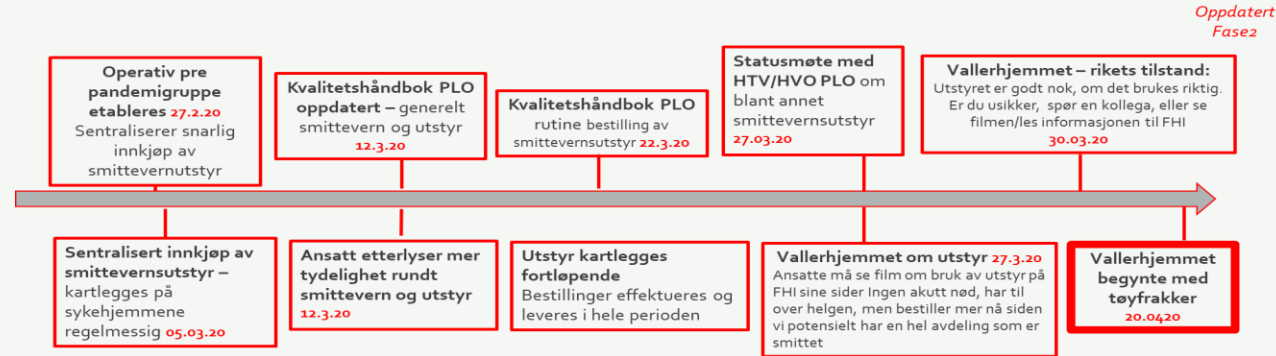 Oppdatert
Fase2
Operativ pre
pandemigruppe
etableres 27.2.20
Sentraliserer snarlig
innkjøp av
smittevernutstyr
Kvalitetshåndbok PLO
oppdatert – generelt
smittevern og utstyr
12.3.20
Kvalitetshåndbok PLO
rutine bestilling av
smittevernsutstyr 22.3.20
Statusmøte med
HTV/HVO PLO om
blant annet
smittevernsutstyr
27.03.20
Vallerhjemmet – rikets tilstand:
Utstyret er godt nok, om det brukes riktig.
Er du usikker, spør en kollega, eller se
filmen/les informasjonen til FHI
30.03.20
Sentralisert innkjøp av
smittevernsutstyr –
kartlegges på
sykehjemmene
regelmessig 05.03.20
Ansatt etterlyser mer
tydelighet rundt
smittevern og utstyr
12.3.20
Utstyr kartlegges
fortløpende
Bestillinger effektueres og
leveres i hele perioden
Vallerhjemmet om utstyr 27.3.20
Ansatte må se film om bruk av utstyr på
FHI sine sider Ingen akutt nød, har til
over helgen, men bestiller mer nå siden
vi potensielt har en hel avdeling som er
smittet
Vallerhjemmet
begynte med
tøyfrakker
20.0420